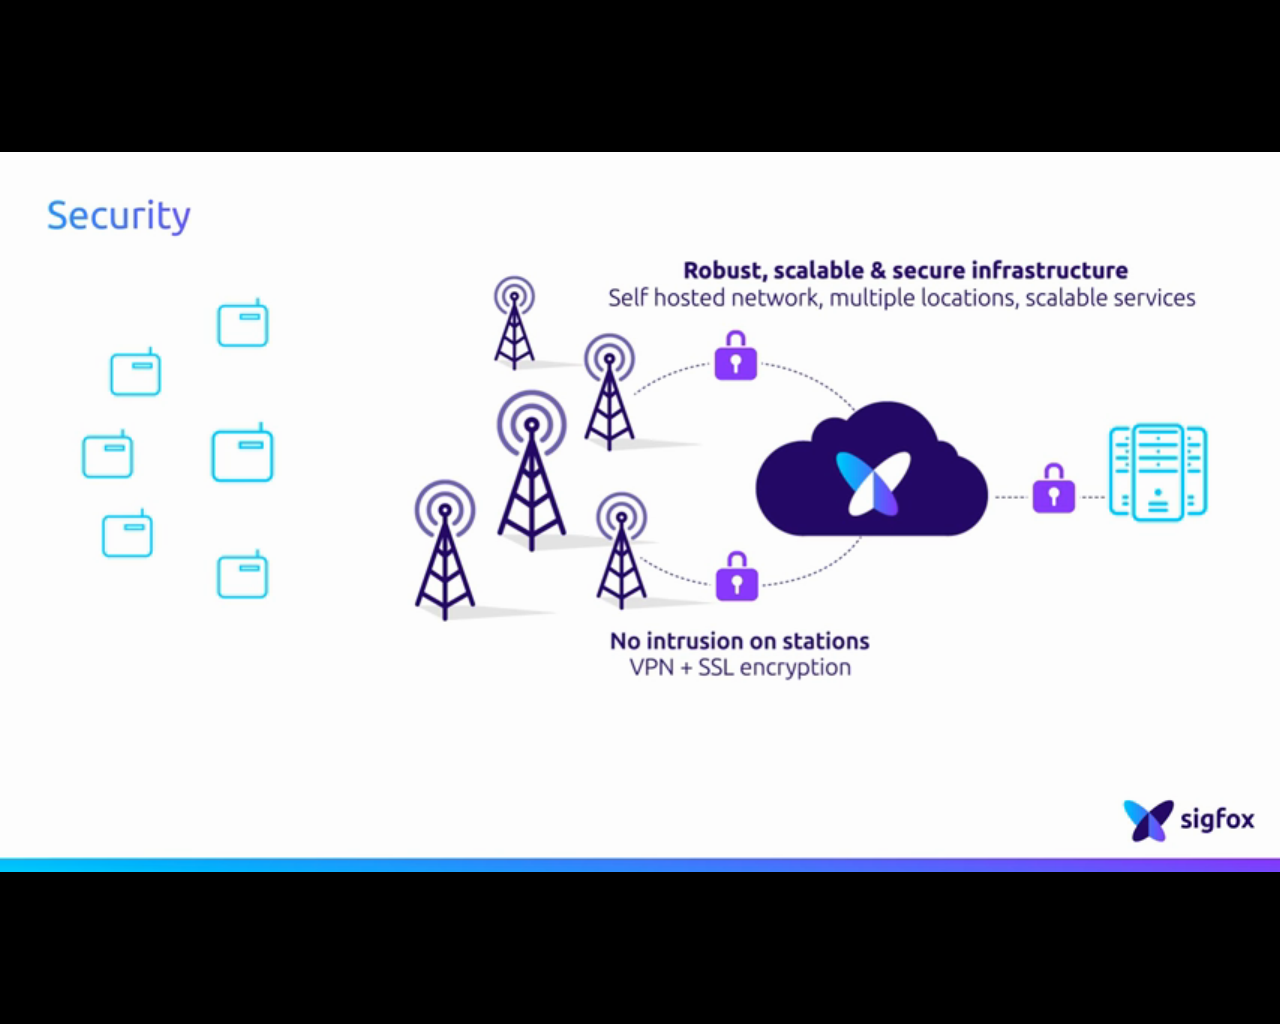 Security
Robust, scalable & secure infrastructure
Self hosted network, multiple locations, scalable services
No intrusion on stations
VPN + SSL encryption
sigfox